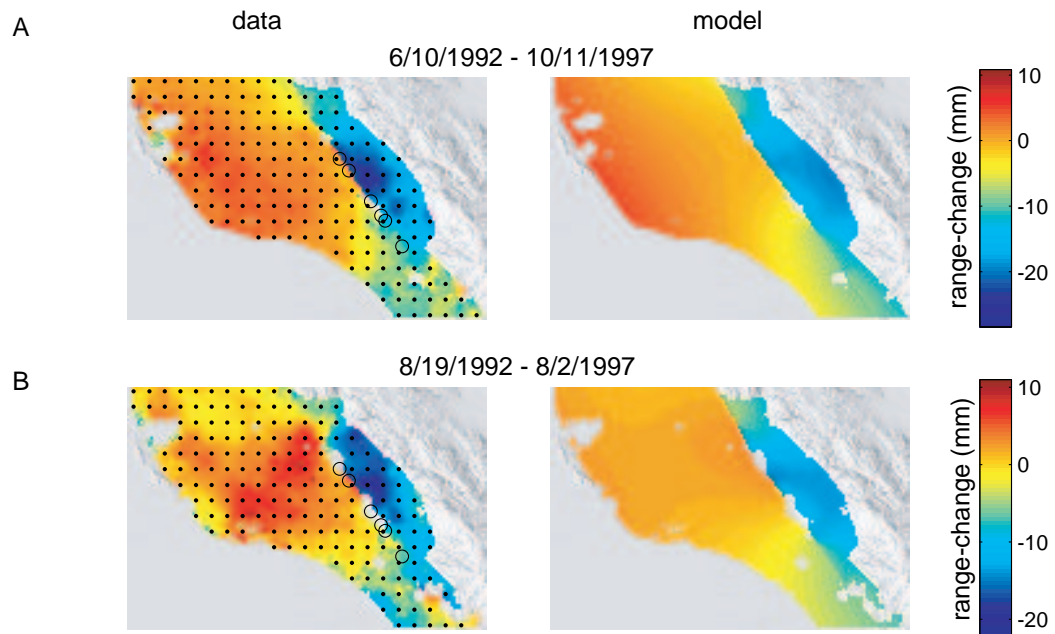 A
data
model
6/10/1992 - 10/11/1997
10
0
-10
-20
range-change (mm)
B
8/19/1992 - 8/2/1997
10
0
-10
-20
range-change (mm)